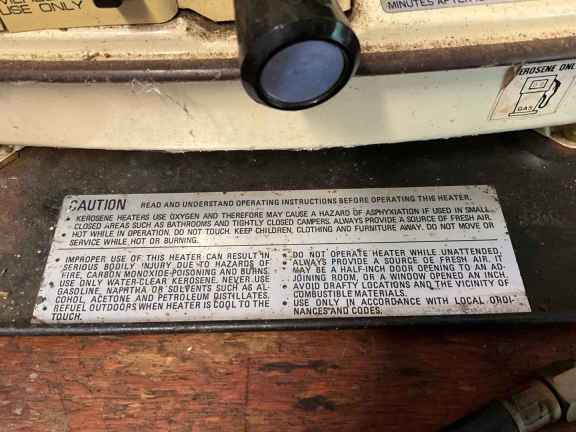 USE ONLY
MINUTES AFTER
KEROSENE ONLY
GAS
CAUTION READ AND UNDERSTAND OPERATING INSTRUCTIONS BEFORE OPERATING THIS HEATER.
• KEROSENE HEATERS USE OXYGEN AND THEREFORE MAY CAUSE A HAZARD OF ASPHYXIATION IF USED IN SMALL
CLOSED AREAS SUCH AS BATHROOMS AND TIGHTLY CLOSED CAMPERS. ALWAYS PROVIDE A SOURCE OF FRESH AIR.
• HOT WHILE IN OPERATION. DO NOT TOUCH. KEEP CHILDREN, CLOTHING AND FURNITURE AWAY. DO NOT MOVE OR
SERVICE WHILE HOT OR BURNING.
• IMPROPER USE OF THIS HEATER CAN RESULT IN
SERIOUS BODILY INJURY DUE TO HAZARDS OF
FIRE, CARBON MONOXIDE POISONING AND BURNS.
USE ONLY WATER-CLEAR KEROSENE. NEVER USE
GASOLINE, NAPHTHA OR SOLVENTS SUCH AS AL-
COHOL, ACETONE AND PETROLEUM DISTILLATES.
REFUEL OUTDOORS WHEN HEATER IS COOL TO THE
TOUCH.
• DO NOT OPERATE HEATER WHILE UNATTENDED.
ALWAYS PROVIDE A SOURCE OF FRESH AIR. IT
MAY BE A HALF-INCH DOOR OPENING TO AN AD-
JOINING ROOM, OR A WINDOW OPENED AN INCH.
• AVOID DRAFTY LOCATIONS AND THE VICINITY OF
COMBUSTIBLE MATERIALS.
• USE ONLY IN ACCORDANCE WITH LOCAL ORDI-
NANCES AND CODES.